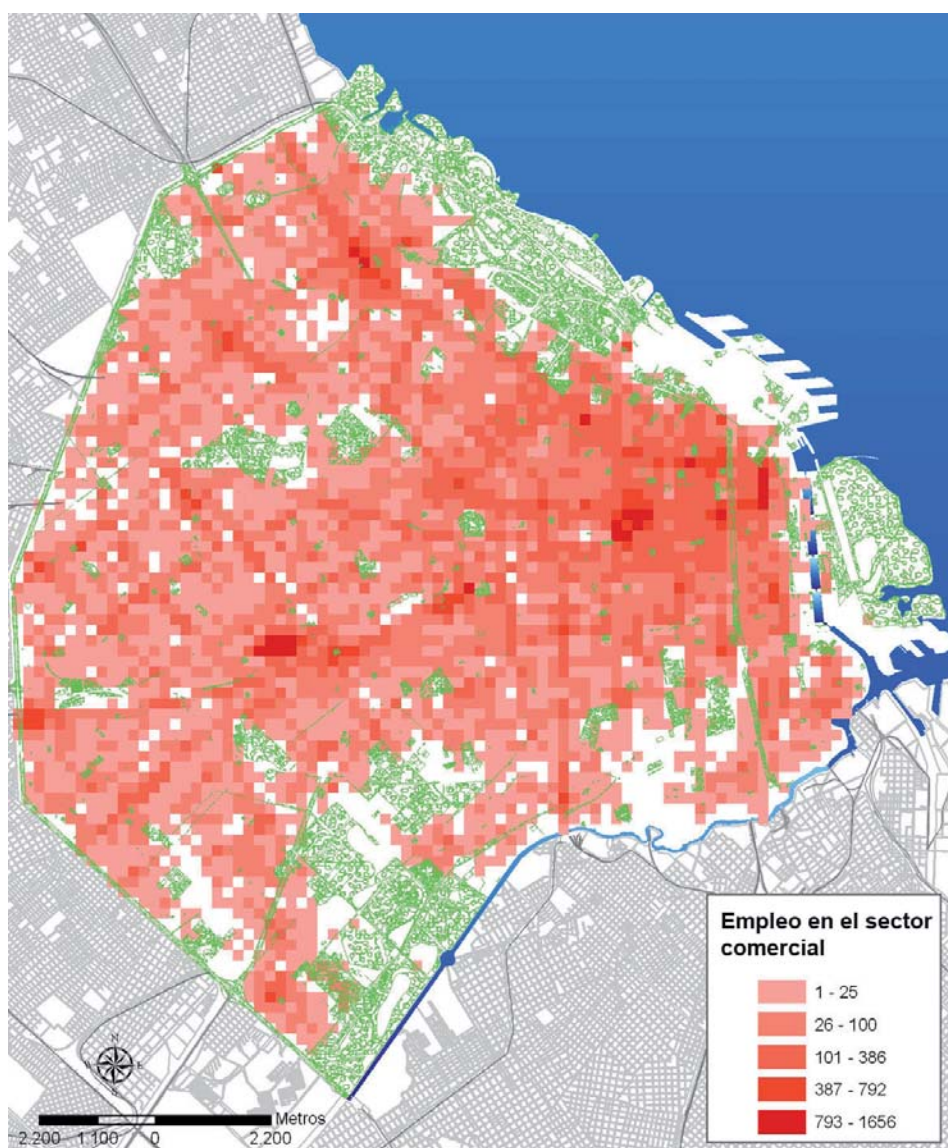 Empleo en el sector
comercial
1 - 25
26 - 100
101 - 386
387 - 792
793 - 1656
N
W E
S
Metros
2.200 1.100 0 2,200